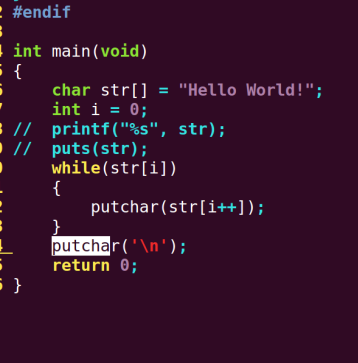 #endif
int main(void)
{
char str[] = "Hello World!";
int i = 0;
// printf("%s", str);
// puts(str);
while(str[i])
{
putchar(str[i++]);
}
putchar('\n');
return 0;
}